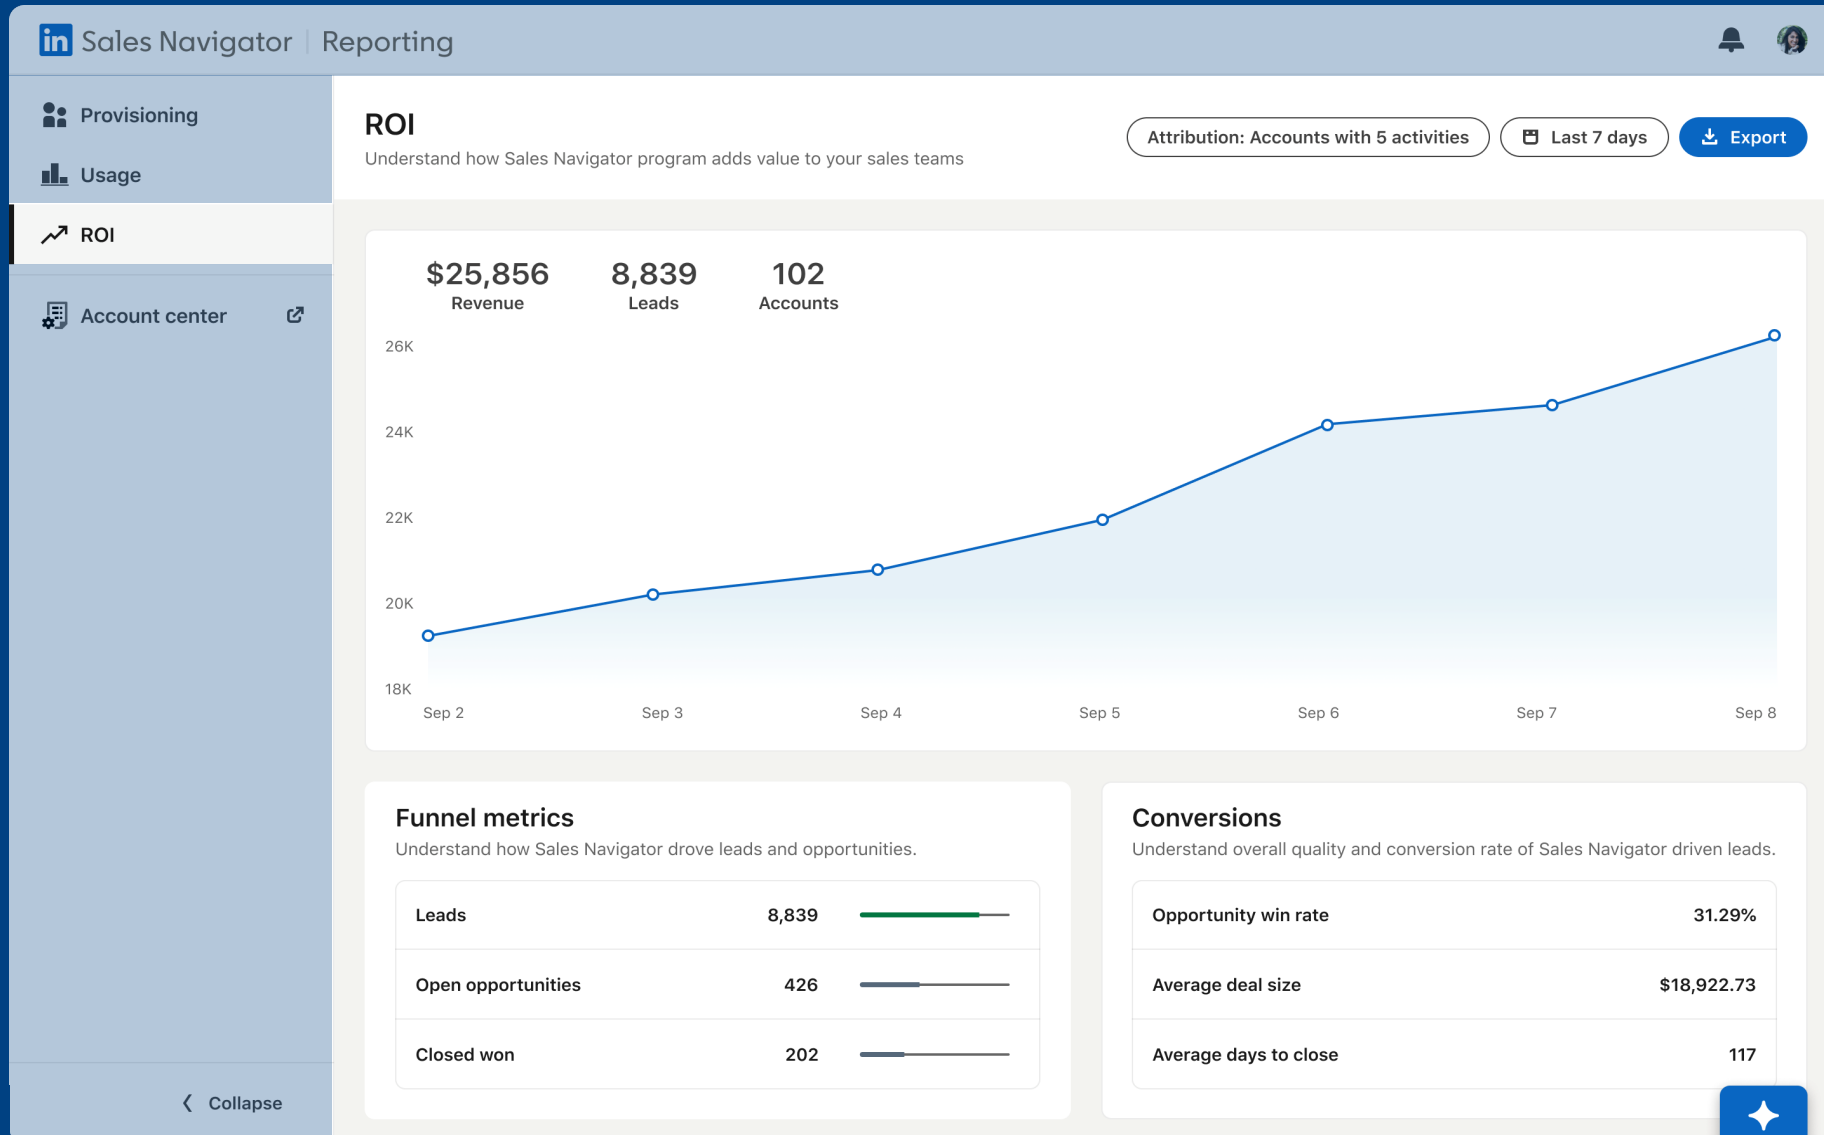 in Sales Navigator | Reporting
Provisioning
Usage
ROI
Account center
Collapse
ROI
Understand how Sales Navigator program adds value to your sales teams
Attribution: Accounts with 5 activities
Last 7 days
Export
$25,856
Revenue
8,839
Leads
102
Accounts
26K
24K
22K
20K
18K
Sep 2 Sep 3 Sep 4 Sep 5 Sep 6 Sep 7 Sep 8
Funnel metrics
Understand how Sales Navigator drove leads and opportunities.
Leads 8,839
Open opportunities 426
Closed won 202
Conversions
Understand overall quality and conversion rate of Sales Navigator driven leads.
Opportunity win rate 31.29%
Average deal size $18,922.73
Average days to close 117